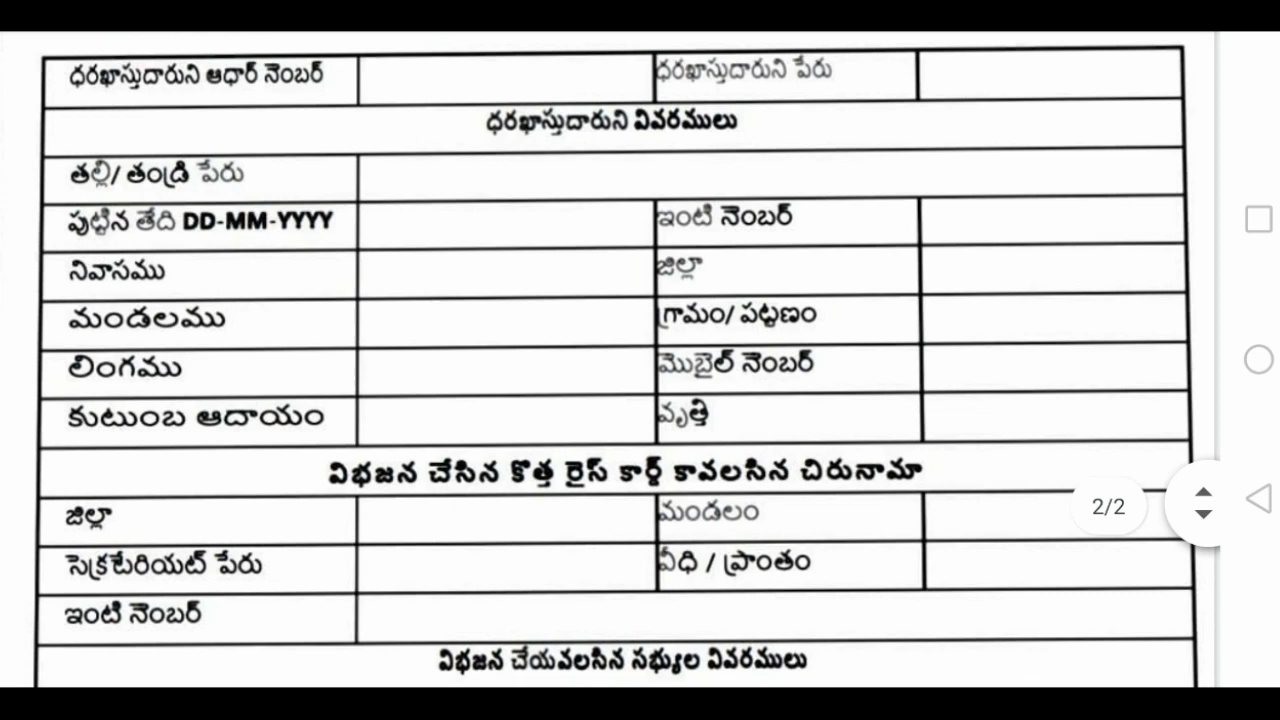 ధరఖాస్తుదారుని ఆధార్ నెంబర్ ధరఖాస్తుదారుని పేరు
ధరఖాస్తుదారుని వివరములు
తల్లి/ తండ్రి పేరు
పుట్టిన తేది DD-MM-YYYY ఇంటి నెంబర్
నివాసము జిల్లా
మండలము గ్రామం/ పట్టణం
లింగము మొబైల్ నెంబర్
కుటుంబ ఆదాయం వృత్తి
విభజన చేసిన కొత్త రైస్ కార్డ్ కావలసిన చిరునామా
జిల్లా మండలం
2/2
సెక్రటేరియట్ పేరు వీధి / ప్రాంతం
ఇంటి నెంబర్
విభజన చేయవలసిన సభ్యుల వివరములు